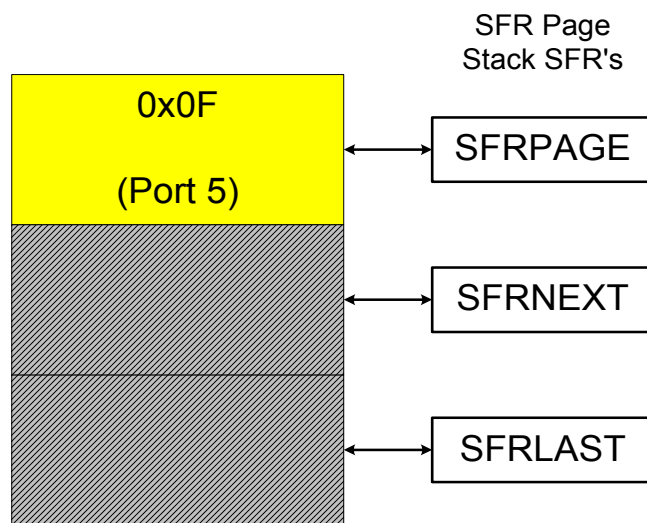 SFR Page
Stack SFR's
0x0F
(Port 5)
SFRPAGE
SFRNEXT
SFRLAST